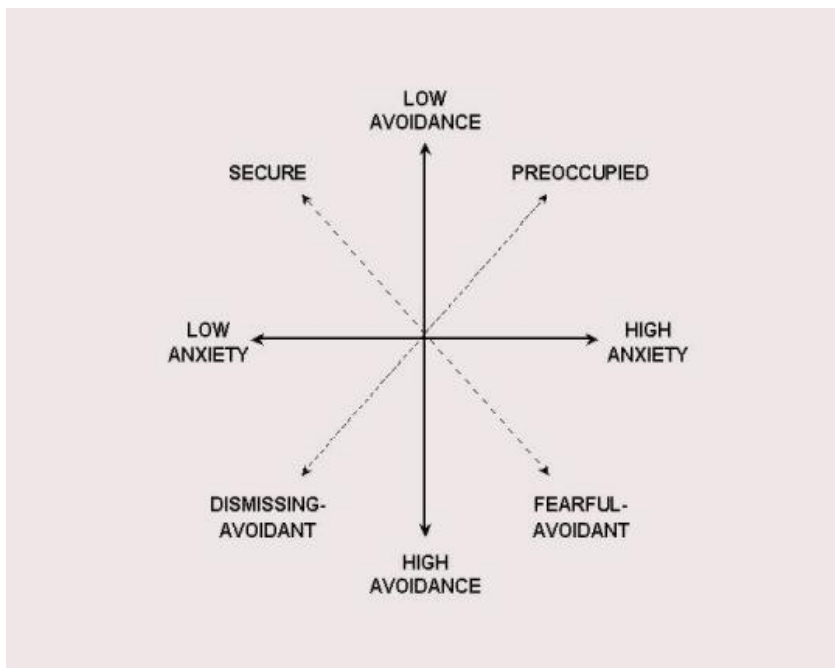 LOW
AVOIDANCE
SECURE
PREOCCUPIED
LOW
ANXIETY
HIGH
ANXIETY
DISMISSING-
AVOIDANT
FEARFUL-
AVOIDANT
HIGH
AVOIDANCE